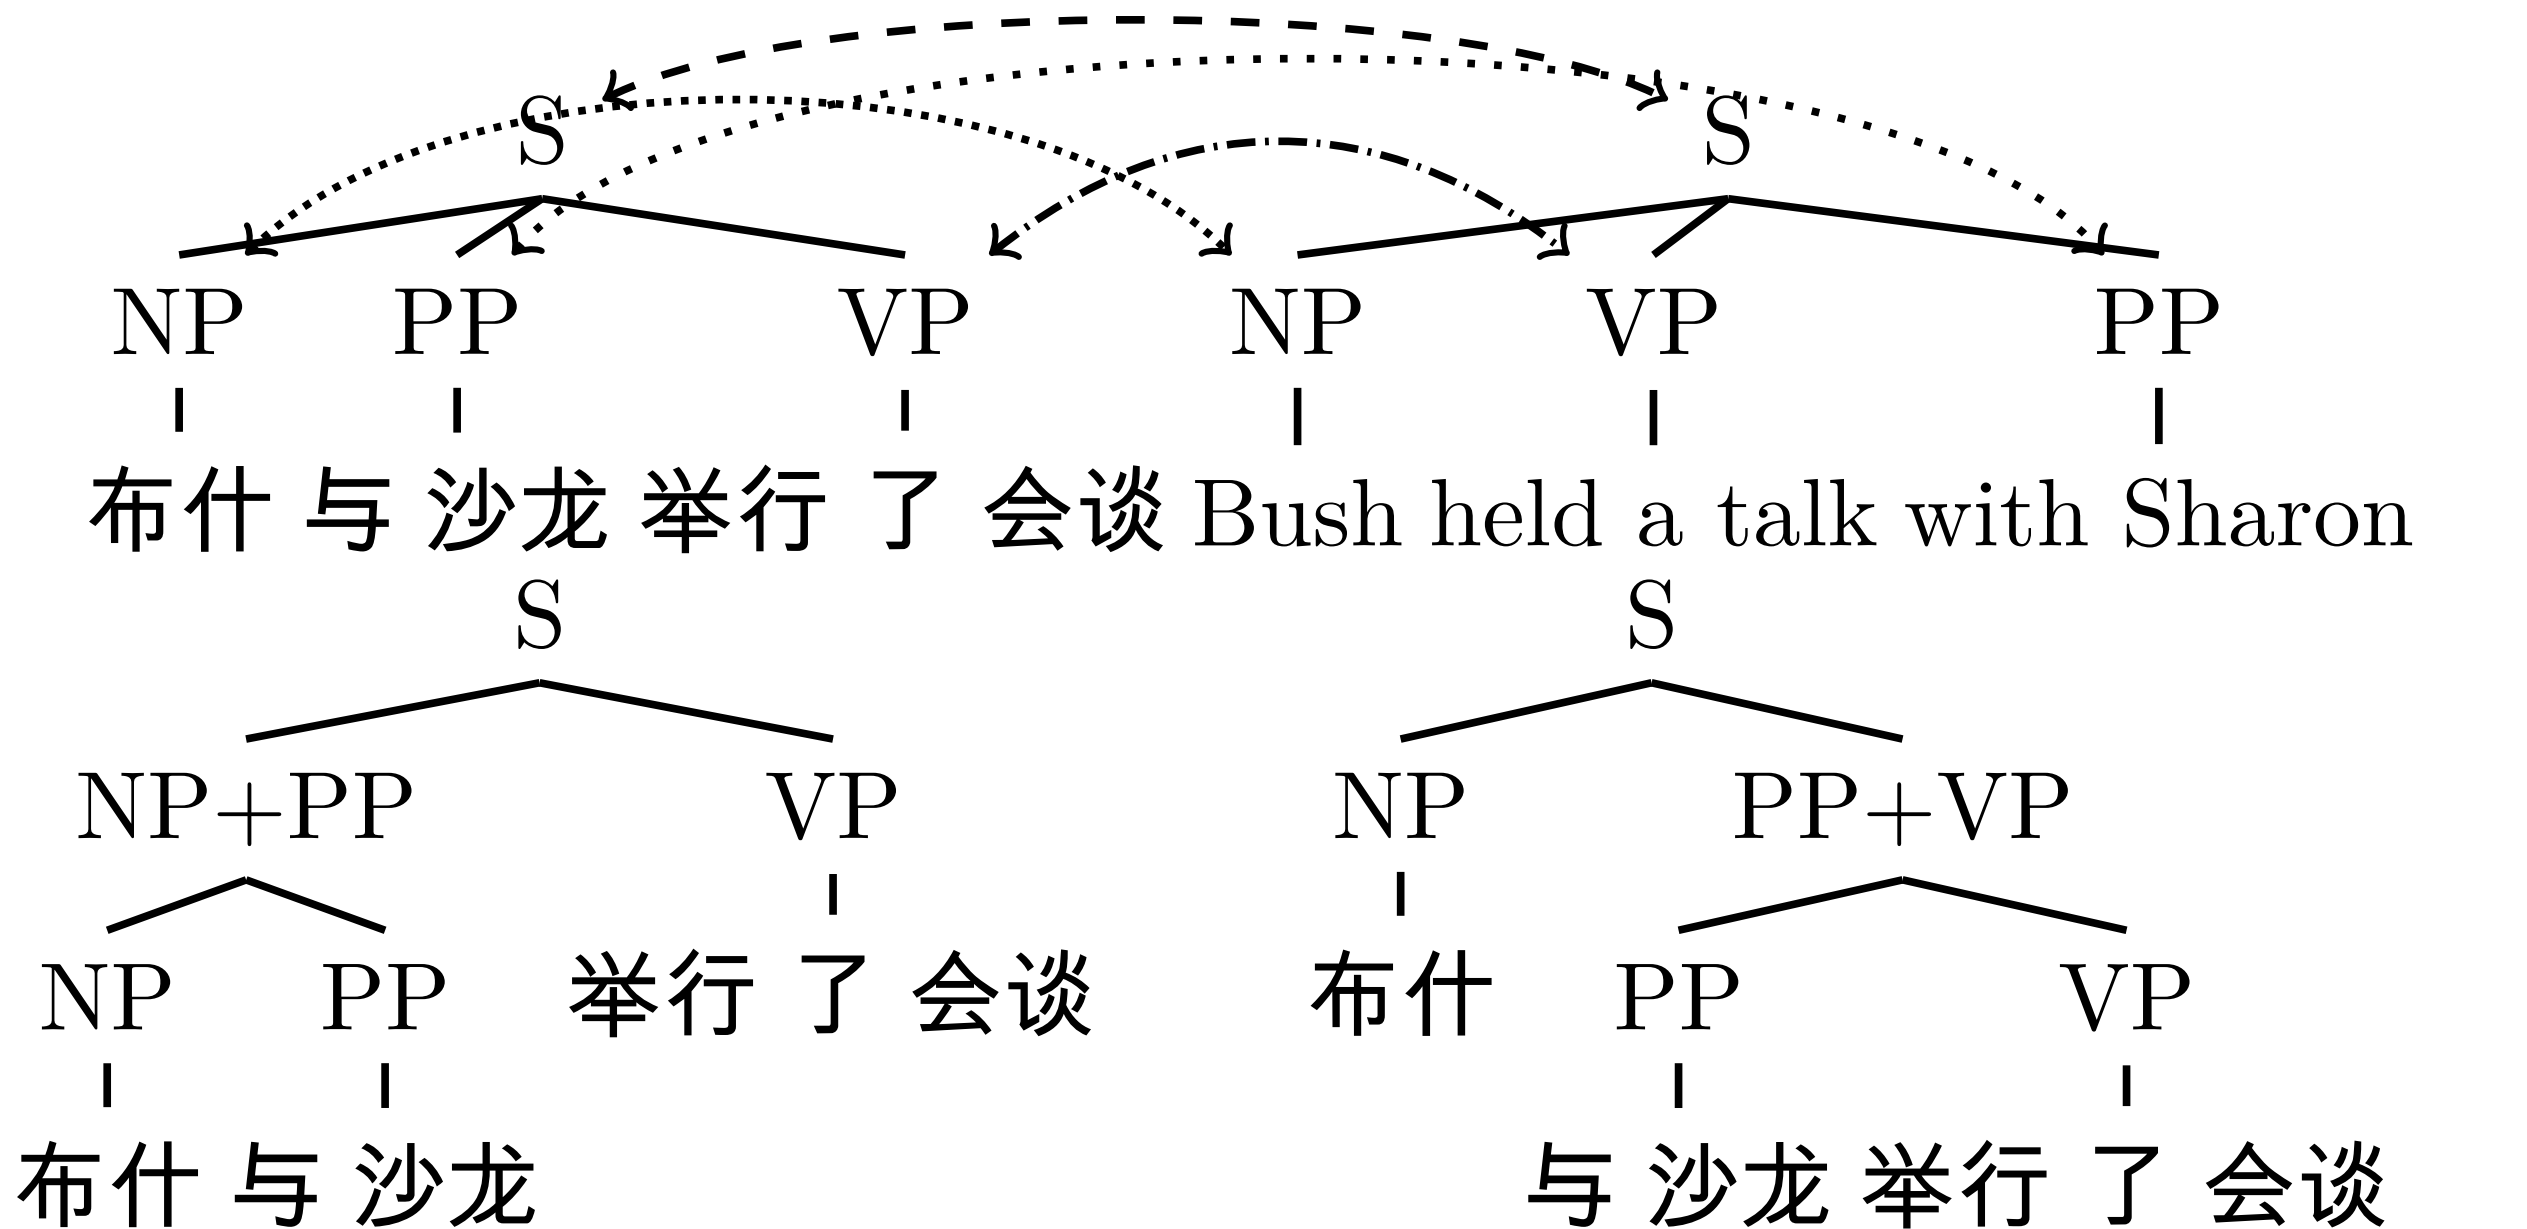 S S
NP PP VP NP VP PP
布什 与 沙龙 举行 了 会谈 Bush held a talk with Sharon
S S
NP+PP VP NP PP+VP
NP PP 举行 了 会谈 布什 PP VP
布什 与 沙龙 与 沙龙 举行 了 会谈